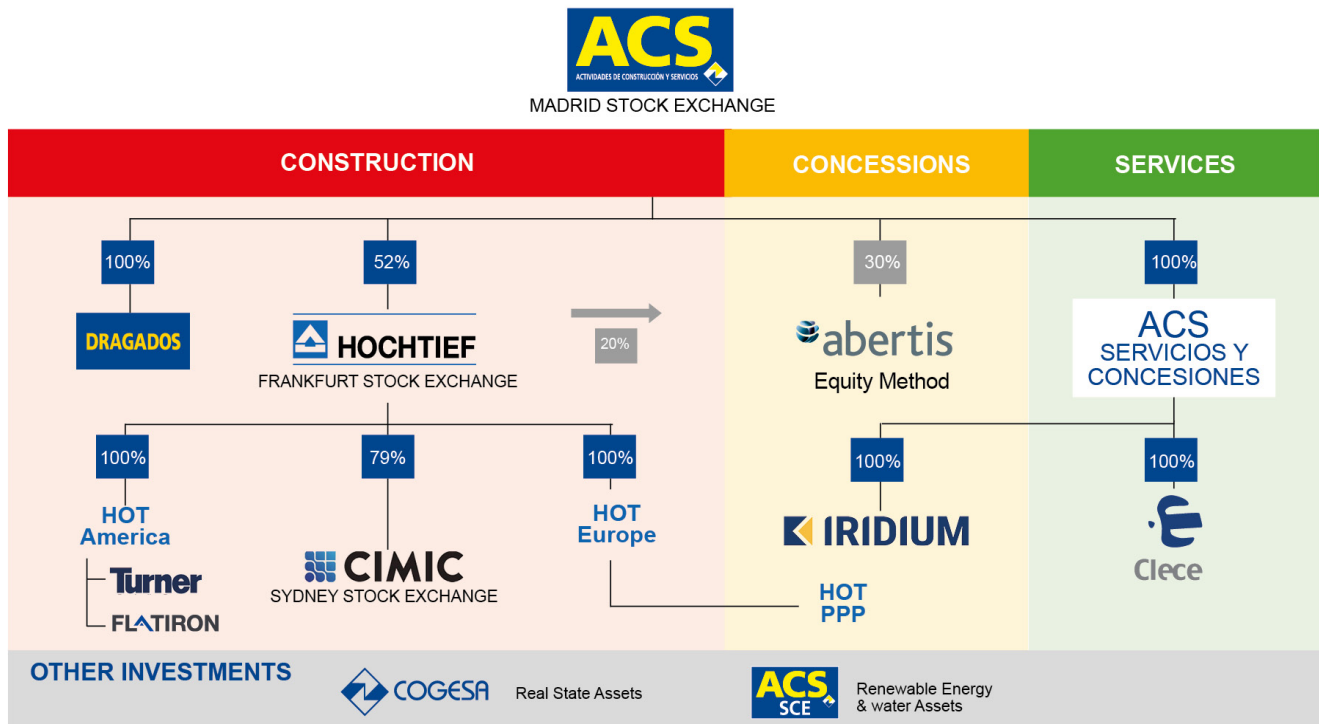 ACS
ACTIVIDADES DE CONSTRUCCIÓN Y SERVICIOS
MADRID STOCK EXCHANGE
CONSTRUCTION
CONCESSIONS
SERVICES
100%
52%
30%
100%
DRAGADOS
HOCHTIEF
FRANKFURT STOCK EXCHANGE
20%
abertis
Equity Method
ACS
SERVICIOS Y
CONCESIONES
100%
79%
100%
100%
100%
HOT
America
Turner
FLATIRON
CIMIC
SYDNEY STOCK EXCHANGE
HOT
Europe
IRIDIUM
HOT
PPP
Clece
OTHER INVESTMENTS
COGESA
Real State Assets
ACS
SCE
Renewable Energy
& water Assets